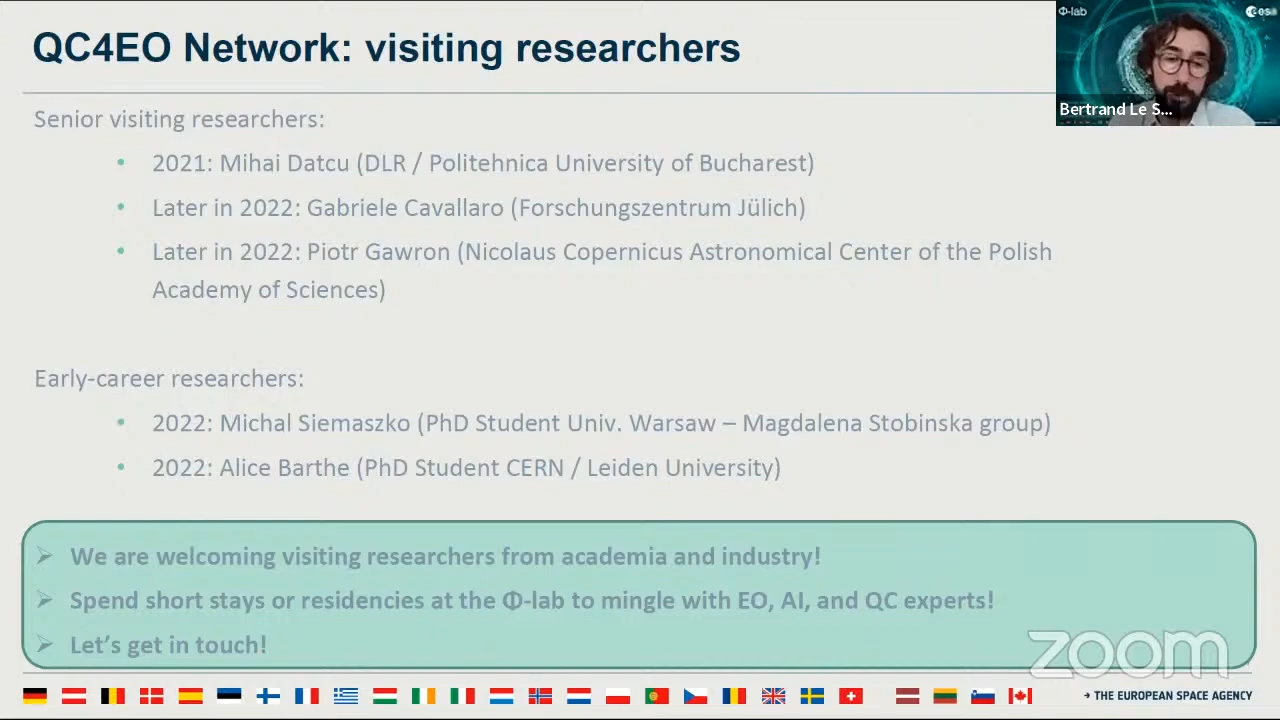 QC4EO Network: visiting researchers
Φ-lab
esa
Bertrand Le S...
Senior visiting researchers:
• 2021: Mihai Datcu (DLR / Politehnica University of Bucharest)
• Later in 2022: Gabriele Cavallaro (Forschungszentrum Jülich)
• Later in 2022: Piotr Gawron (Nicolaus Copernicus Astronomical Center of the Polish
Academy of Sciences)
Early-career researchers:
• 2022: Michal Siemaszko (PhD Student Univ. Warsaw – Magdalena Stobinska group)
• 2022: Alice Barthe (PhD Student CERN / Leiden University)
➢ We are welcoming visiting researchers from academia and industry!
➢ Spend short stays or residencies at the Φ-lab to mingle with EO, AI, and QC experts!
➢ Let’s get in touch!
zoom
→ THE EUROPEAN SPACE AGENCY